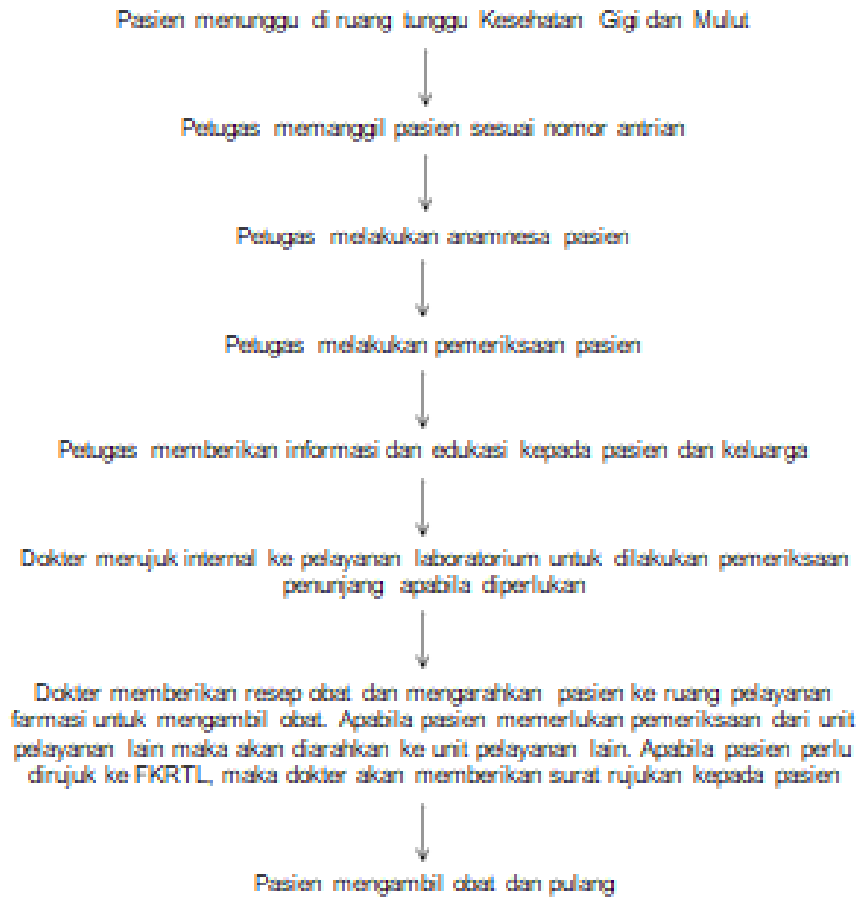 Pasien menunggu di ruang tunggu Kesehatan Gigi dan Mulut
Petugas memanggil pasien sesuai nomor antrian
Petugas melakukan anamnesa pasien
Petugas melakukan pemeriksaan pasien
Petugas memberikan informasi dan edukasi kepada pasien dan keluarga
Dokter merujuk internal ke pelayanan laboratorium untuk dilakukan pemeriksaan
penunjang apabila diperlukan
Dokter memberikan resep obat dan mengarahkan pasien ke ruang pelayanan
farmasi untuk mengambil obat. Apabila pasien memerlukan pemeriksaan dari unit
pelayanan lain maka akan diarahkan ke unit pelayanan lain. Apabila pasien perlu
dirujuk ke FKRTL, maka dokter akan memberikan surat rujukan kepada pasien
Pasien mengambil obat dan pulang